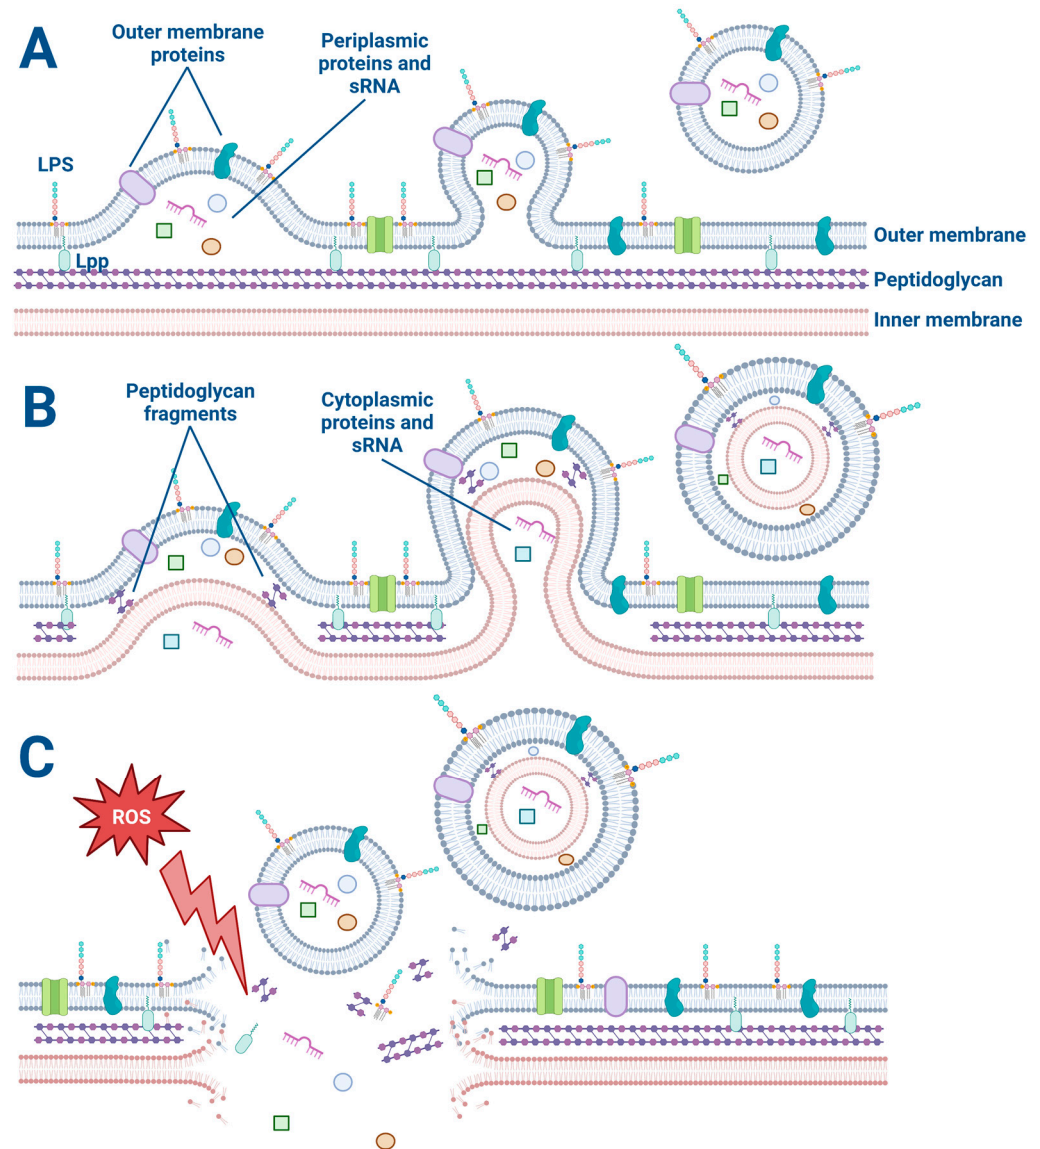 A
Outer membrane
proteins
Periplasmic
proteins and
sRNA
LPS
Lpp
Outer membrane
Peptidoglycan
Inner membrane
B
Peptidoglycan
fragments
Cytoplasmic
proteins and
sRNA
C
ROS